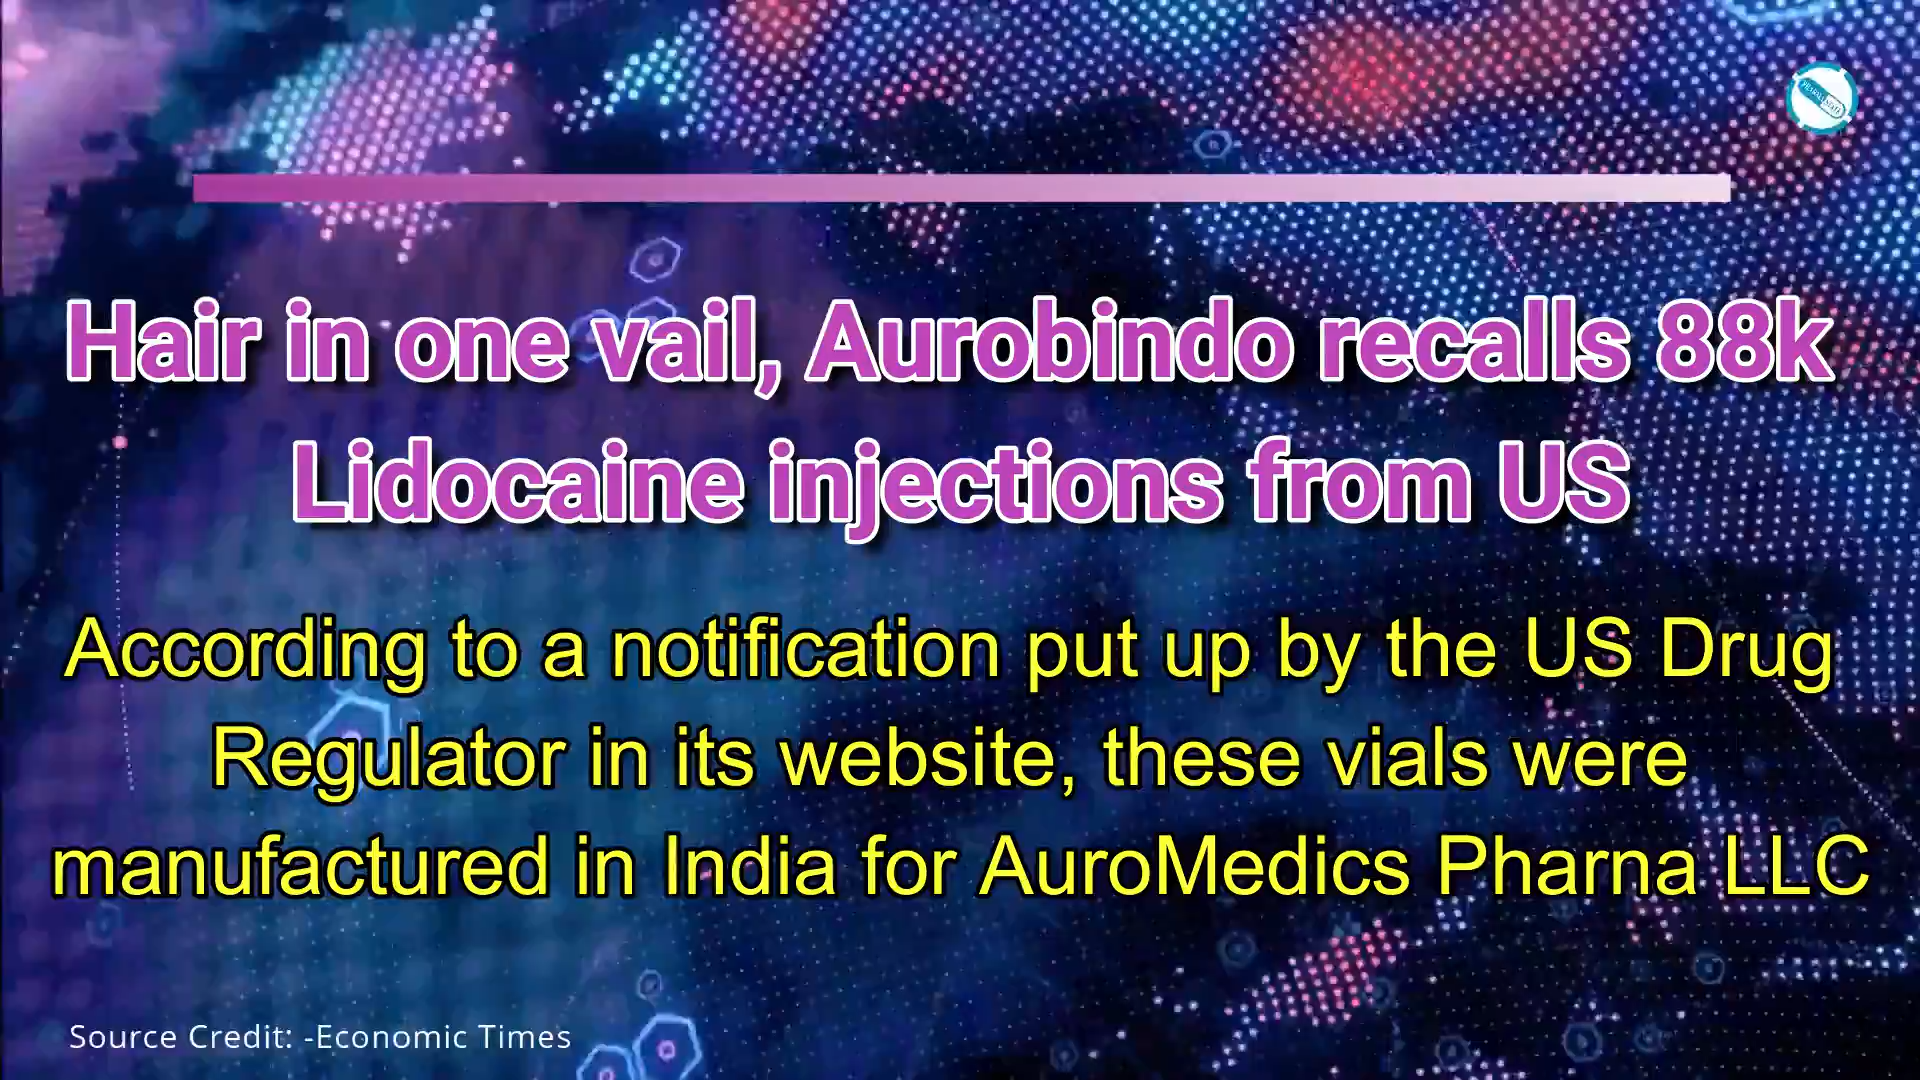 Hair in one vail, Aurobindo recalls 88k
Lidocaine injections from US
According to a notification put up by the US Drug
Regulator in its website, these vials were
manufactured in India for AuroMedics Pharna LLC
Source Credit: -Economic Times